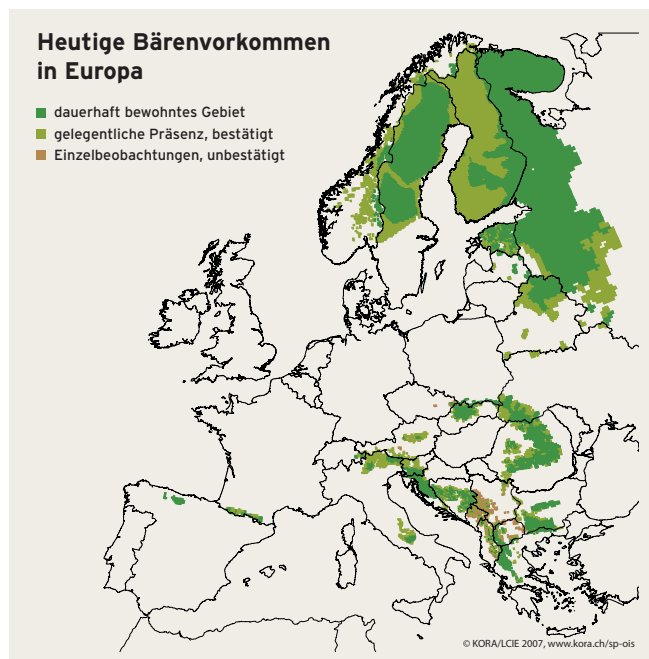 Heutige Bärenvorkommen
in Europa
dauerhaft bewohntes Gebiet
gelegentliche Präsenz, bestätigt
Einzelbeobachtungen, unbestätigt
© KORA/LCIE 2007, www.kora.ch/sp-ois